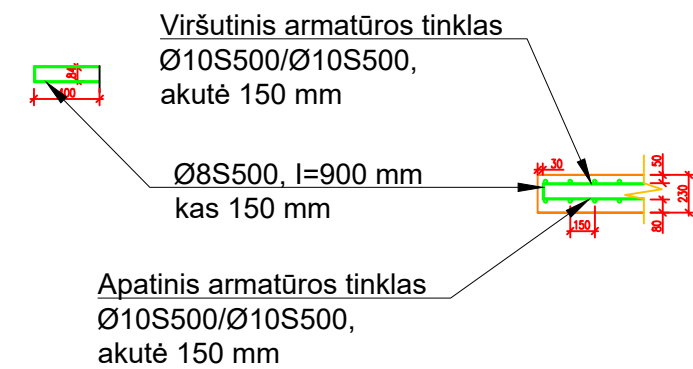 Viršutinis armatūros tinklas
Ø10S500/Ø10S500,
akutė 150 mm
84
400
Ø8S500, l=900 mm
kas 150 mm
30
50
230
80
150
Apatinis armatūros tinklas
Ø10S500/Ø10S500,
akutė 150 mm